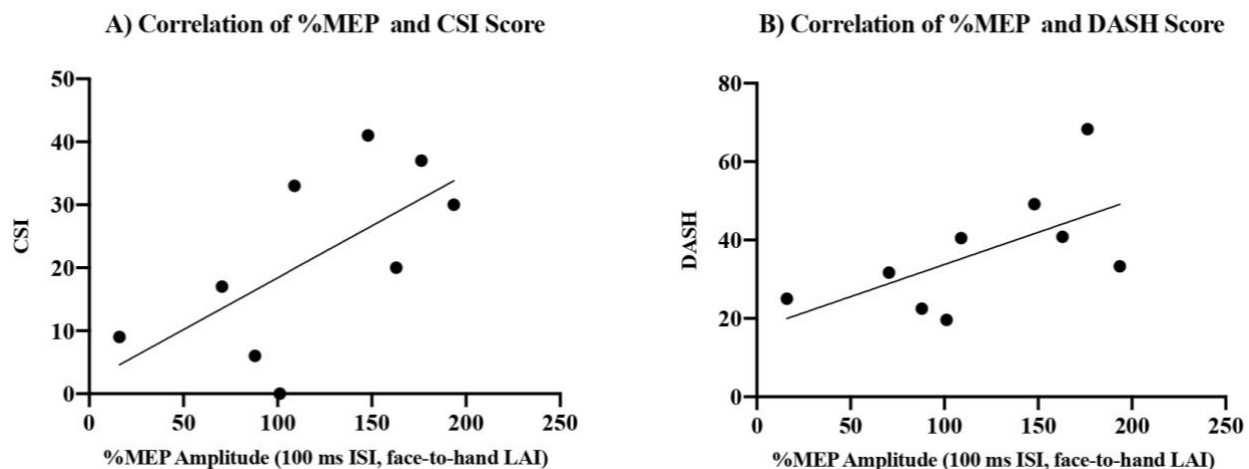 A) Correlation of %MEP and CSI Score
50
40
30
20
10
0
CSI
0 50 100 150 200 250
%MEP Amplitude (100 ms ISI, face-to-hand LAI)
B) Correlation of %MEP and DASH Score
80
60
40
20
0
DASH
0 50 100 150 200 250
%MEP Amplitude (100 ms ISI, face-to-hand LAI)